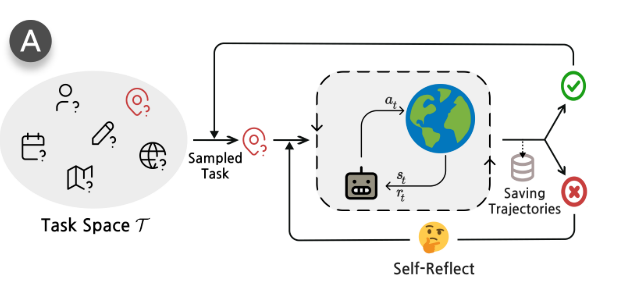 A
a_t
s_t
r_t
Sampled
Task
Saving
Trajectories
Task Space 𝒯
Self-Reflect